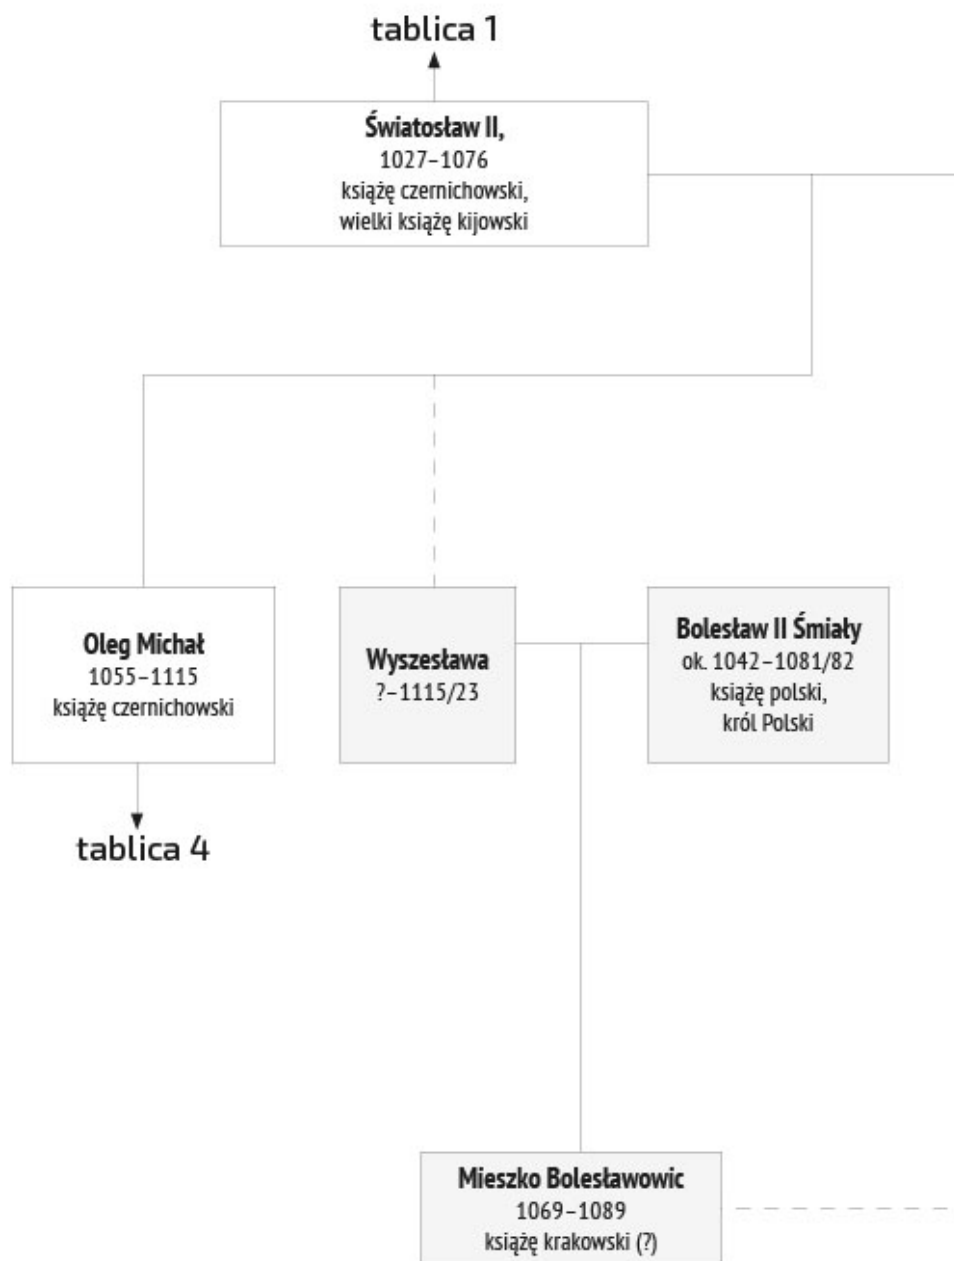 tablica 1
Światosław II,
1027–1076
książę czernichowski,
wielki książę kijowski
Oleg Michał
1055–1115
książę czernichowski
Wyszesława
?–1115/23
Bolesław II Śmiały
ok. 1042–1081/82
książę polski,
król Polski
tablica 4
Mieszko Bolesławowic
1069–1089
książę krakowski (?)